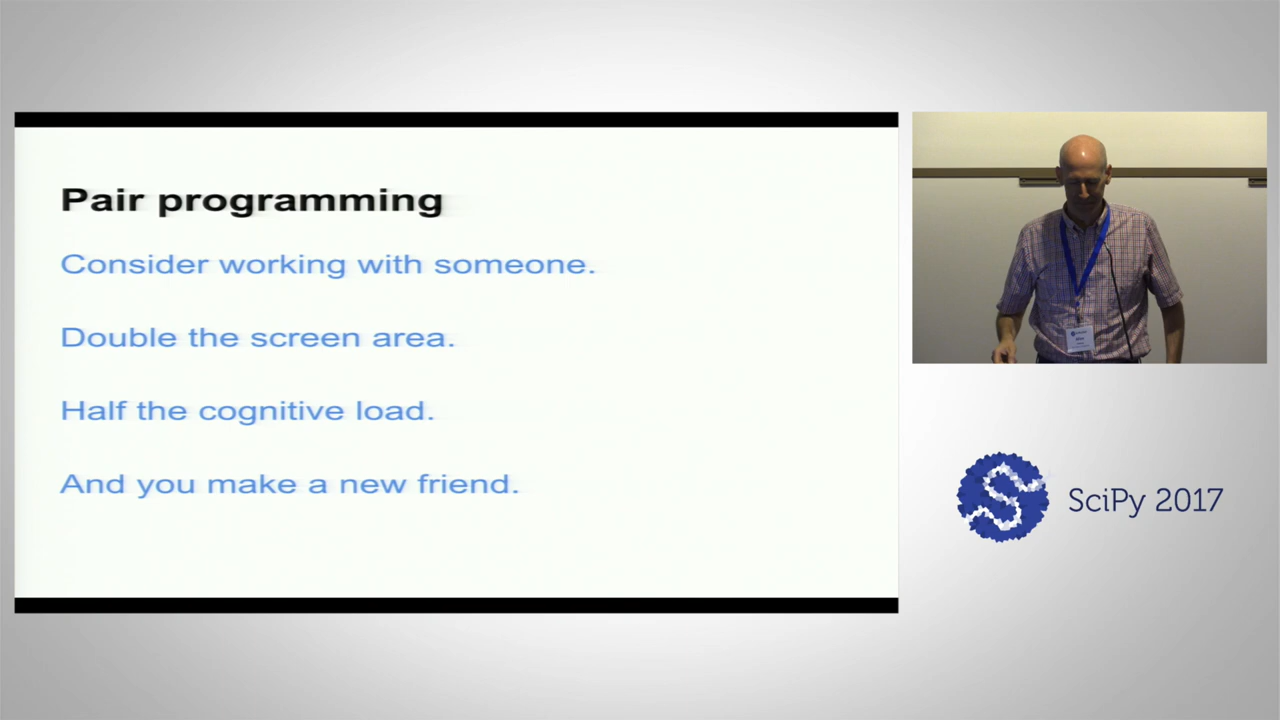 Pair programming
Consider working with someone.
Double the screen area.
Half the cognitive load.
And you make a new friend.
SciPy 2017